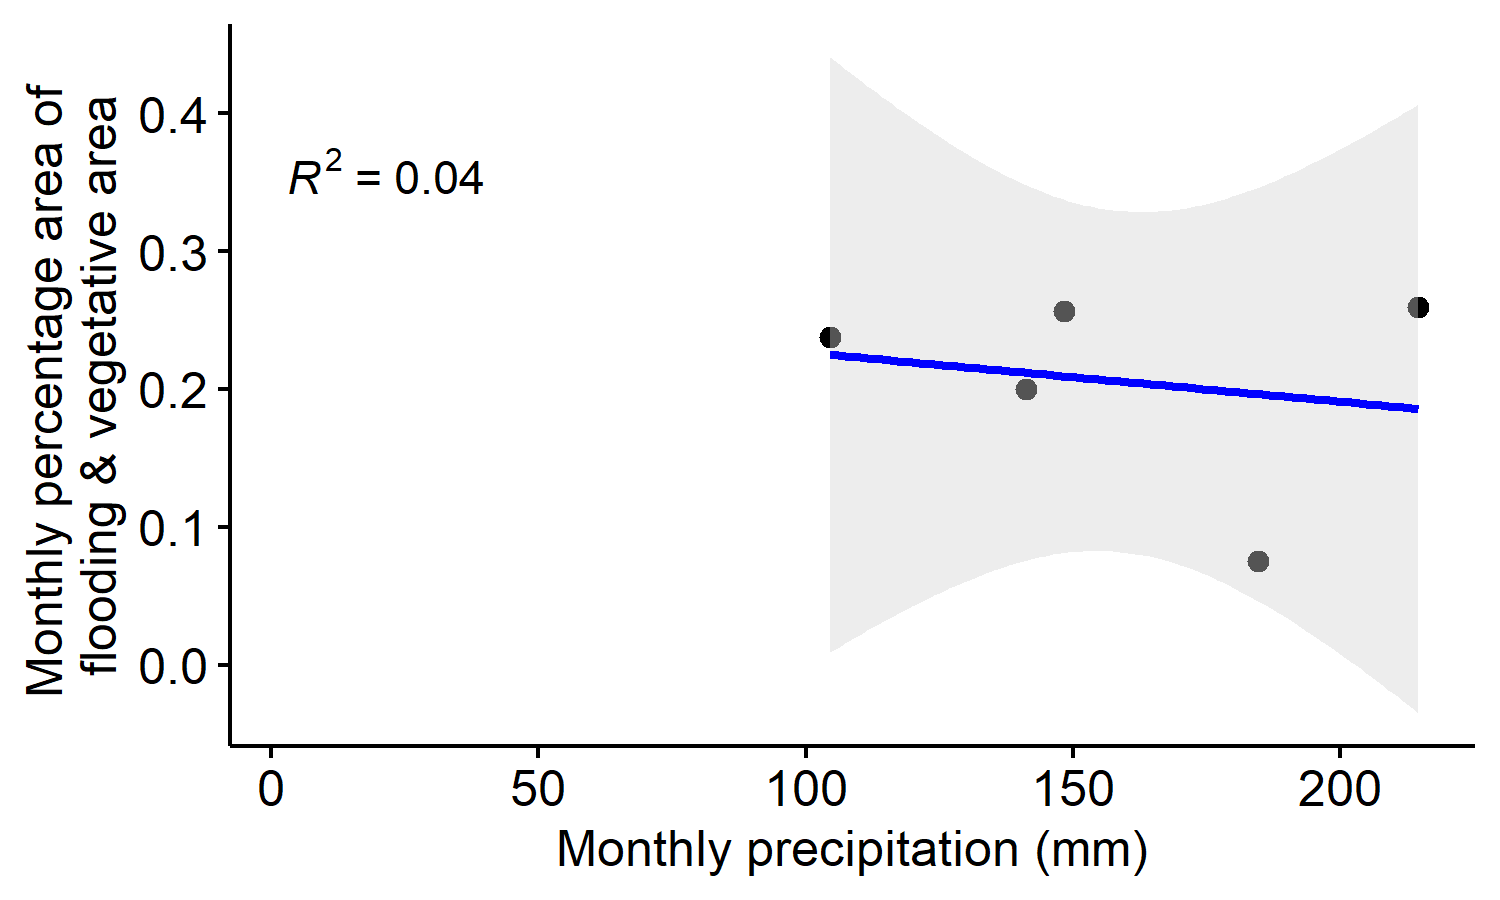 Monthly percentage area of
flooding & vegetative area
0.4
0.3
0.2
0.1
0.0
R² = 0.04
0 50 100 150 200
Monthly precipitation (mm)